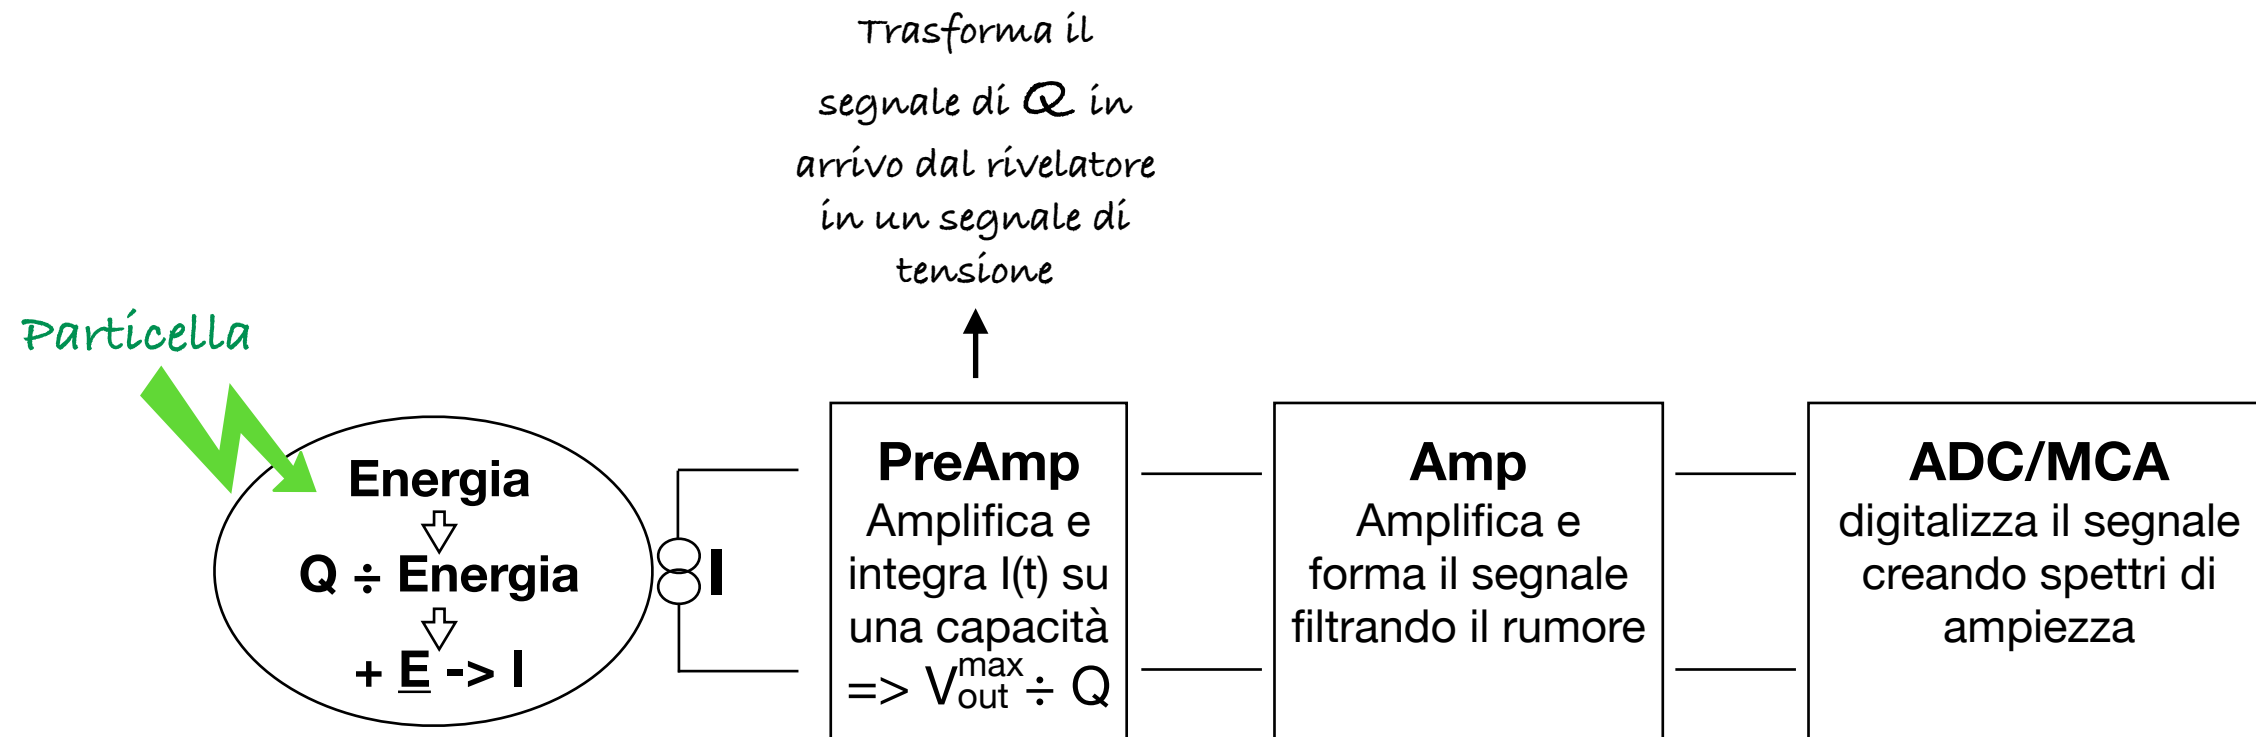 Trasforma il
segnale di Q in
arrivo dal rivelatore
in un segnale di
tensione
Particella
Energia
Q ÷ Energia
+ E -> I
I
PreAmp
Amplifica e
integra I(t) su
una capacità
=> V_out^max ÷ Q
Amp
Amplifica e
forma il segnale
filtrando il rumore
ADC/MCA
digitalizza il segnale
creando spettri di
ampiezza